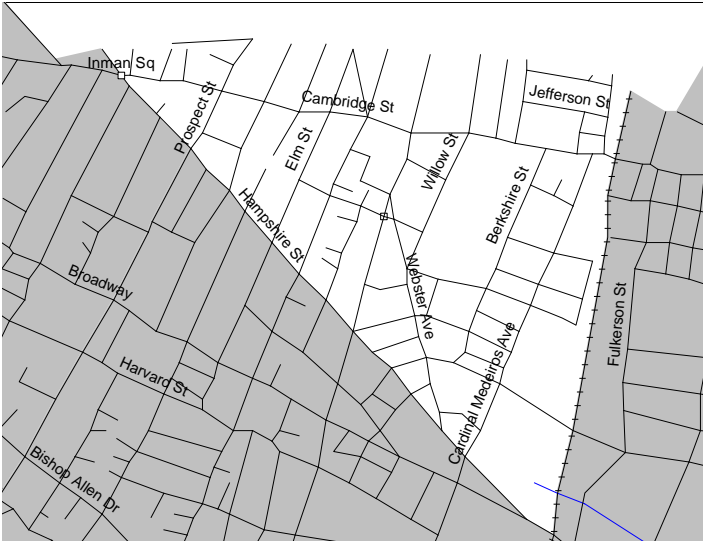 Inman Sq
Jefferson St
Cambridge St
Prospect St
Elm St
Willow St
Berkshire St
Hampshire St
Broadway
Webster Ave
Fulkerson St
Harvard St
Cardinal Medeiros Ave
Bishop Allen Dr